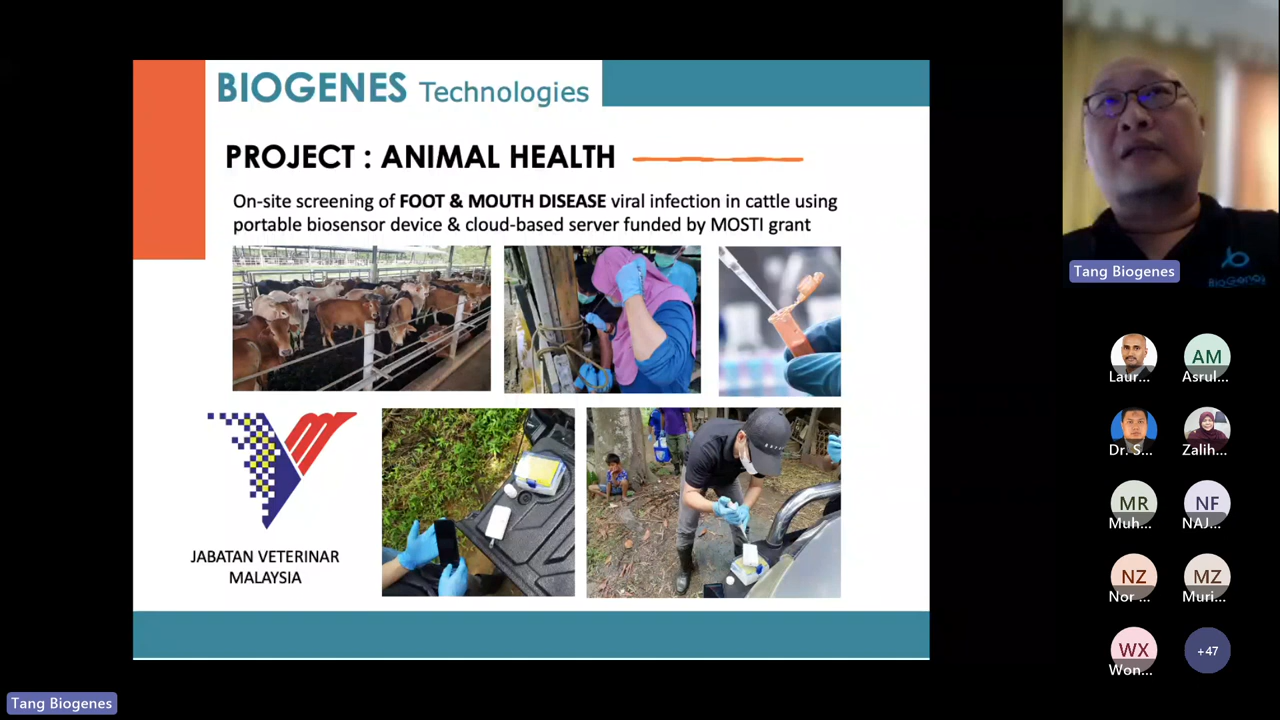 BIOGENES Technologies
PROJECT : ANIMAL HEALTH
On-site screening of FOOT & MOUTH DISEASE viral infection in cattle using
portable biosensor device & cloud-based server funded by MOSTI grant
JABATAN VETERINAR
MALAYSIA
Tang Biogenes
BIOGENES
Laur...
Asrul...
Dr. S...
Zalih...
MR
Muh...
NF
NAJ...
NZ
Nor ...
MZ
Muri...
WX
Won...
+47
AM
Tang Biogenes